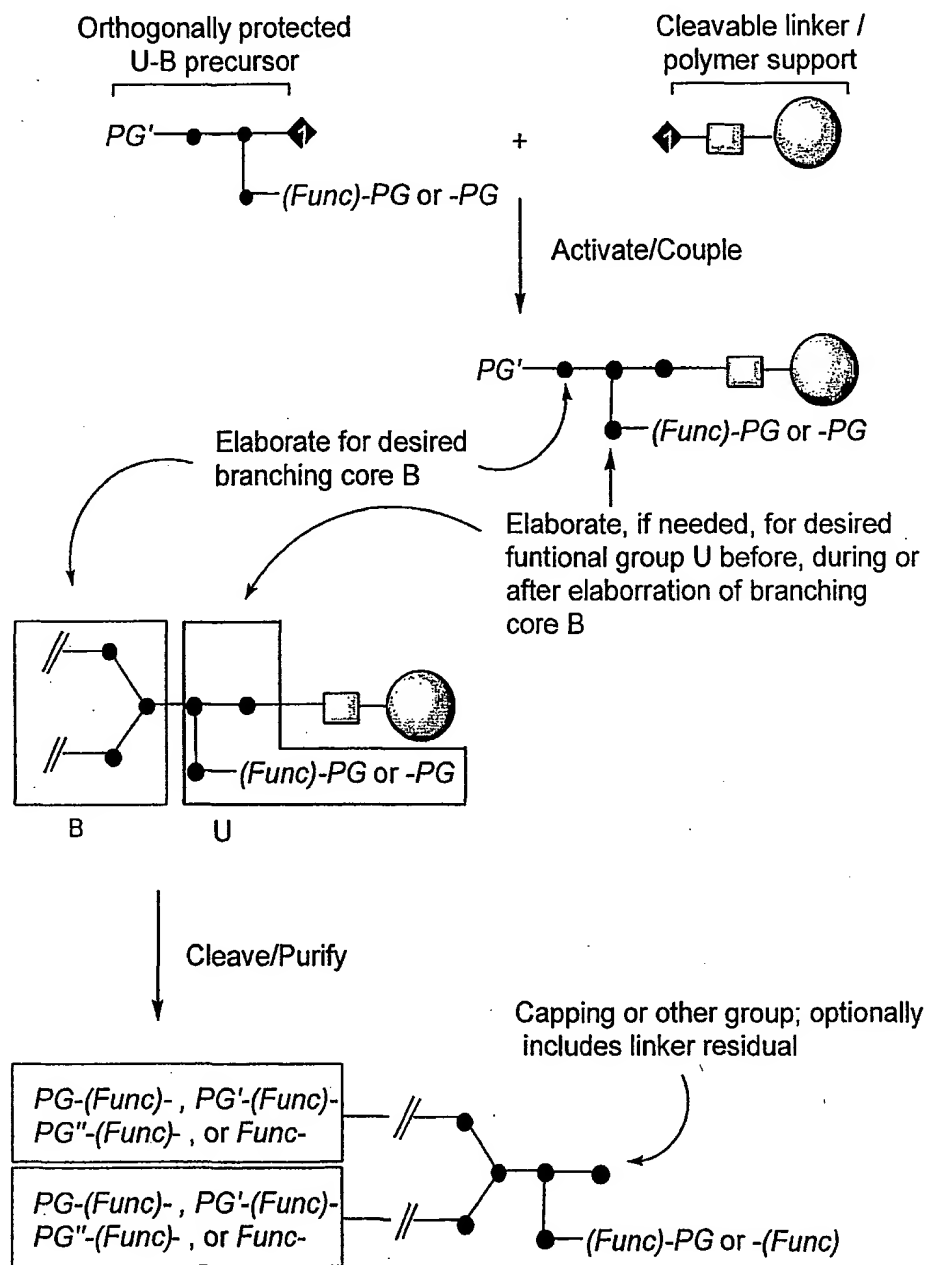 Orthogonally protected
U-B precursor
Cleavable linker /
polymer support
PG'
1
+
1
(Func)-PG or -PG
Activate/Couple
PG'
(Func)-PG or -PG
Elaborate for desired
branching core B
Elaborate, if needed, for desired
funtional group U before, during or
after elaborration of branching
core B
(Func)-PG or -PG
B
U
Cleave/Purify
Capping or other group; optionally
includes linker residual
PG-(Func)- , PG'-(Func)-
PG"-(Func)- , or Func-
PG-(Func)- , PG'-(Func)-
PG"-(Func)- , or Func-
(Func)-PG or -(Func)